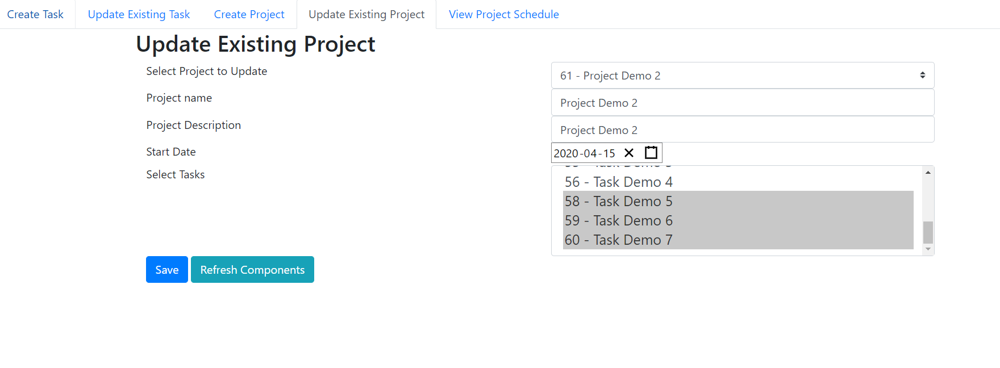 Create Task Update Existing Task Create Project Update Existing Project View Project Schedule
Update Existing Project
Select Project to Update
61 - Project Demo 2
Project name
Project Demo 2
Project Description
Project Demo 2
Start Date
2020-04-15
Select Tasks
56 - Task Demo 4
58 - Task Demo 5
59 - Task Demo 6
60 - Task Demo 7
Save Refresh Components